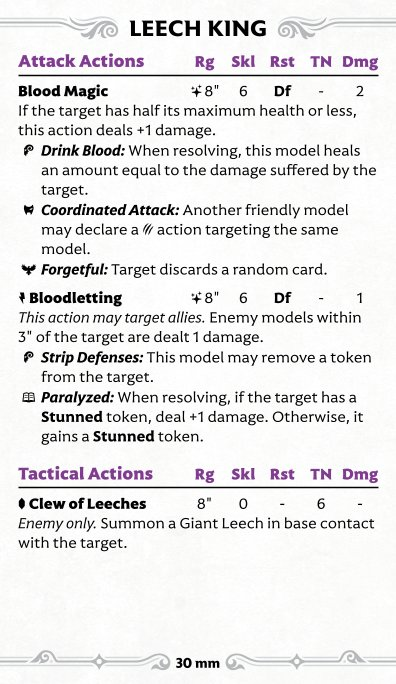 LEECH KING
Attack Actions Rg Skl Rst TN Dmg
Blood Magic 8" 6 Df - 2
If the target has half its maximum health or less,
this action deals +1 damage.
Drink Blood: When resolving, this model heals
an amount equal to the damage suffered by the
target.
Coordinated Attack: Another friendly model
may declare a action targeting the same
model.
Forgetful: Target discards a random card.
Bloodletting 8" 6 Df - 1
This action may target allies. Enemy models within
3" of the target are dealt 1 damage.
Strip Defenses: This model may remove a token
from the target.
Paralyzed: When resolving, if the target has a
Stunned token, deal +1 damage. Otherwise, it
gains a Stunned token.
Tactical Actions Rg Skl Rst TN Dmg
Clew of Leeches 8" 0 - 6 -
Enemy only. Summon a Giant Leech in base contact
with the target.
30 mm